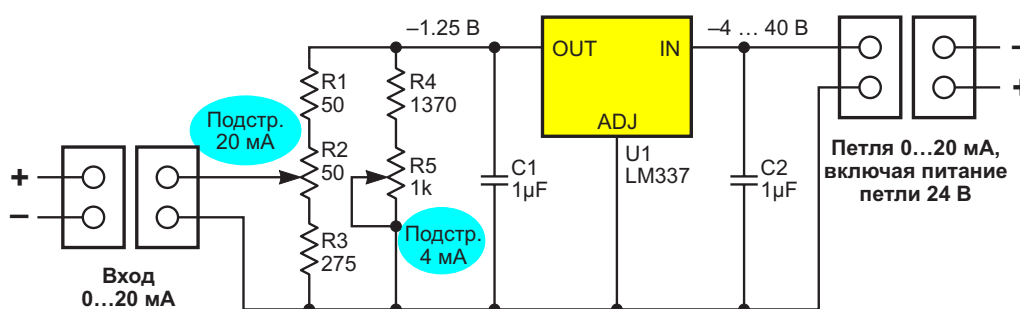 –1.25 В
–4 … 40 В
OUT
IN
ADJ
R1
50
R4
1370
Подстр.
20 мА
R2
50
R5
1k
C1
1µF
U1
LM337
C2
1µF
R3
275
Подстр.
4 мА
+
–
Вход
0…20 мА
–
+
Петля 0…20 мА,
включая питание
петли 24 В